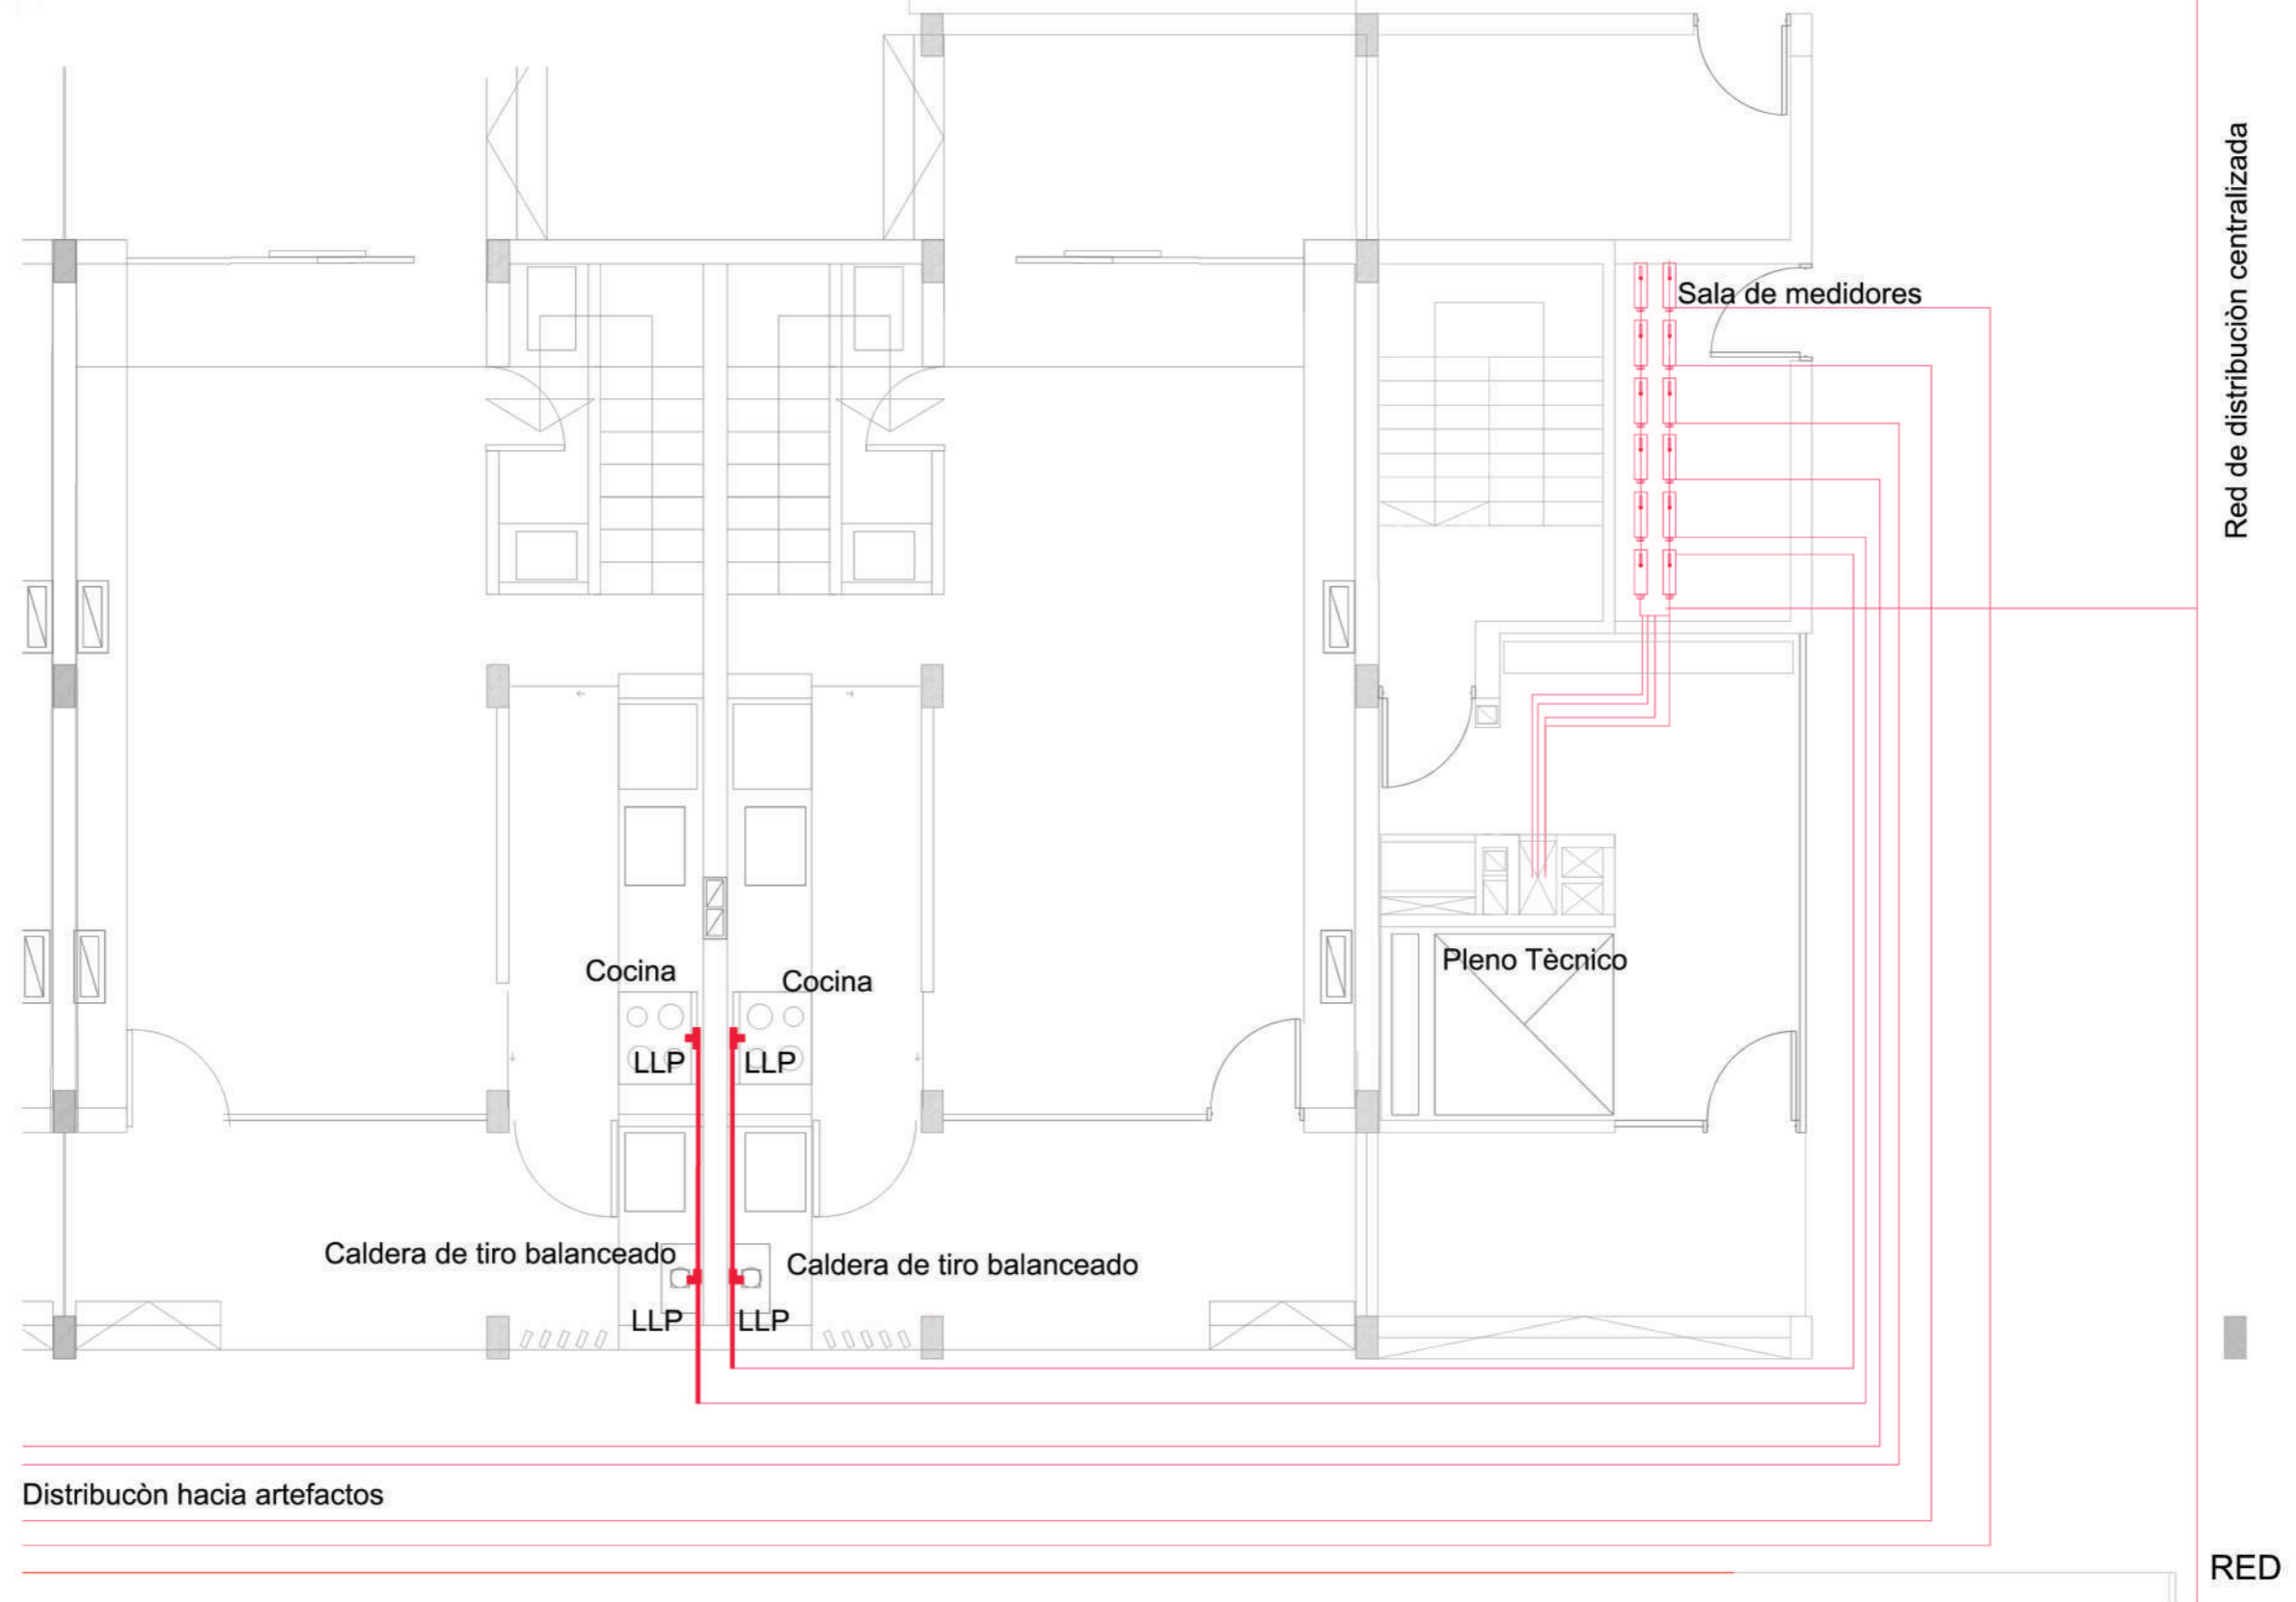 Red de distribuciòn centralizada
Sala de medidores
Pleno Tècnico
Cocina
Cocina
LLP
LLP
Caldera de tiro balanceado
Caldera de tiro balanceado
LLP
LLP
Distribucòn hacia artefactos
RED